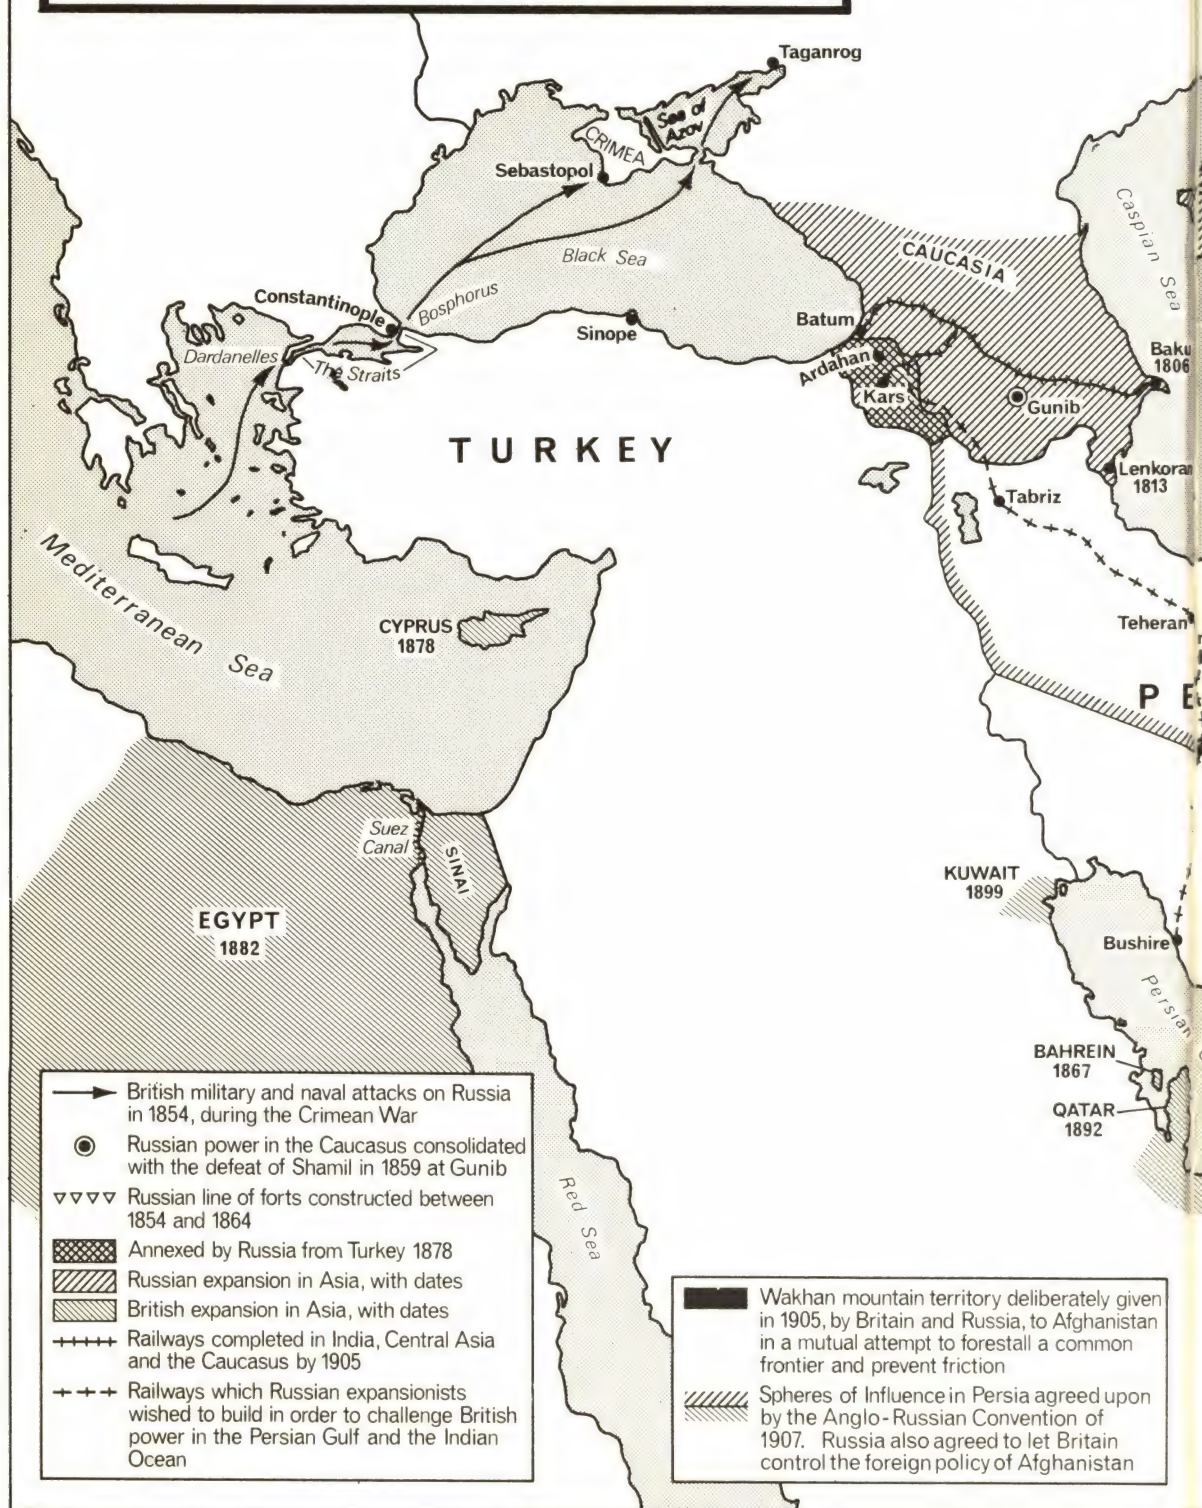 Taganrog
Sea of
Azov
CRIMEA
Sebastopol
Caspian Sea
Black Sea
CAUCASIA
Constantinople
Bosphorus
Sinope
Batum
Dardanelles
The Straits
Ardahan
Baku
1806
Kars
Gunib
TURKEY
Lenkoran
1813
Tabriz
Mediterranean Sea
CYPRUS
1878
Teheran
PE
Suez
Canal
SINAI
KUWAIT
1899
EGYPT
1882
Bushire
Persian
BAHREIN
1867
QATAR
1892
Red Sea
British military and naval attacks on Russia
in 1854, during the Crimean War
Russian power in the Caucasus consolidated
with the defeat of Shamil in 1859 at Gunib
Russian line of forts constructed between
1854 and 1864
Annexed by Russia from Turkey 1878
Russian expansion in Asia, with dates
British expansion in Asia, with dates
Railways completed in India, Central Asia
and the Caucasus by 1905
Railways which Russian expansionists
wished to build in order to challenge British
power in the Persian Gulf and the Indian
Ocean
Wakhan mountain territory deliberately given
in 1905, by Britain and Russia, to Afghanistan
in a mutual attempt to forestall a common
frontier and prevent friction
Spheres of Influence in Persia agreed upon
by the Anglo-Russian Convention of
1907. Russia also agreed to let Britain
control the foreign policy of Afghanistan